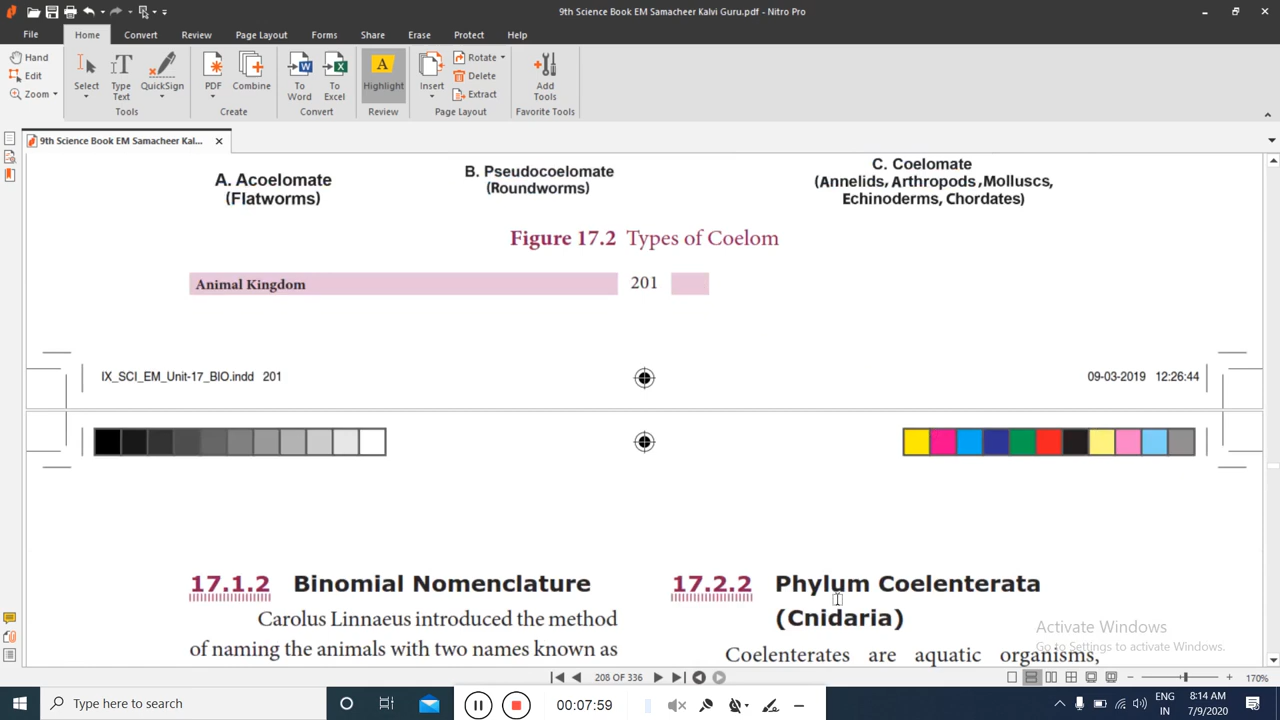 9th Science Book EM Samacheer Kalvi Guru.pdf - Nitro Pro
File Home Convert Review Page Layout Forms Share Erase Protect Help
Hand
Edit
Zoom
Select
Type Text
QuickSign
Tools
PDF
Combine
Create
To Word
To Excel
Convert
Highlight
Review
Insert
Rotate
Delete
Extract
Page Layout
Add Tools
Favorite Tools
9th Science Book EM Samacheer Kal...
A. Acoelomate
(Flatworms)
B. Pseudocoelomate
(Roundworms)
C. Coelomate
(Annelids, Arthropods ,Molluscs,
Echinoderms, Chordates)
Figure 17.2 Types of Coelom
Animal Kingdom 201
IX_SCI_EM_Unit-17_BIO.indd 201
09-03-2019 12:26:44
17.1.2 Binomial Nomenclature
Carolus Linnaeus introduced the method
of naming the animals with two names known as
17.2.2 Phylum Coelenterata
(Cnidaria)
Coelenterates are aquatic organisms,
Activate Windows
Go to Settings to activate Windows.
208 OF 336
170%
Type here to search
00:07:59
ENG
IN
8:14 AM
7/9/2020